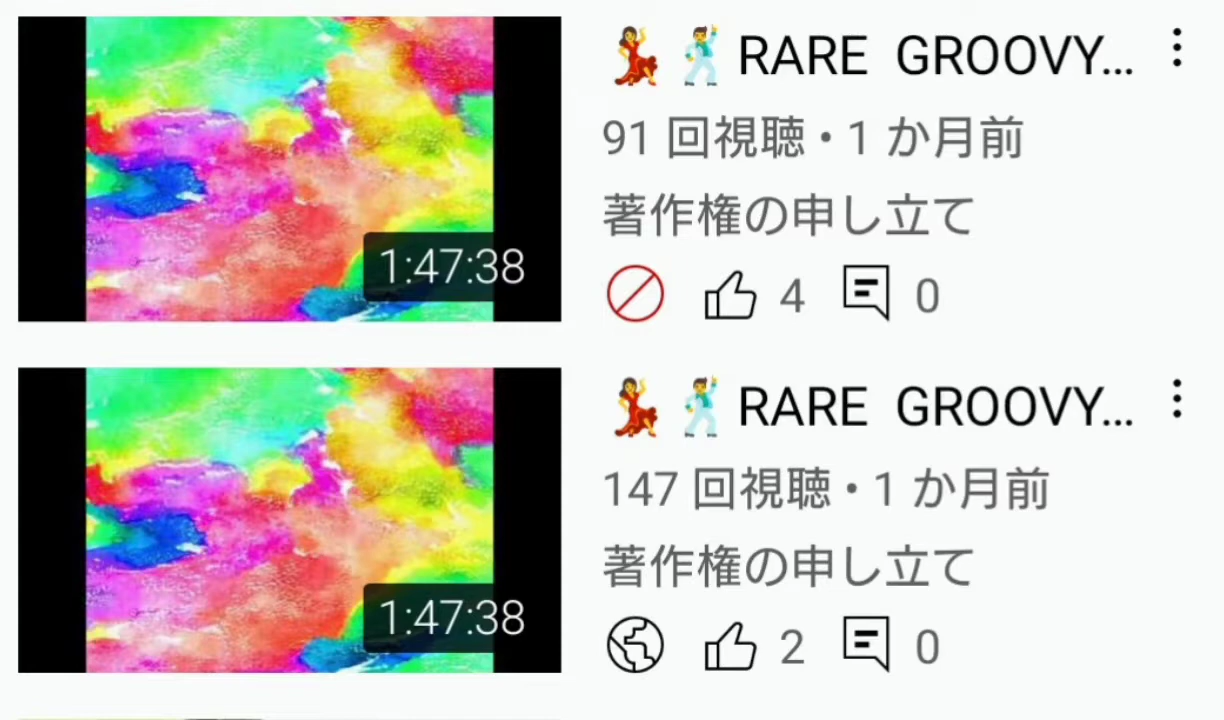 1:47:38
💃 🕺 RARE GROOVY...
91 回視聴・1 か月前
著作権の申し立て
4 0
1:47:38
💃 🕺 RARE GROOVY...
147 回視聴・1 か月前
著作権の申し立て
2 0